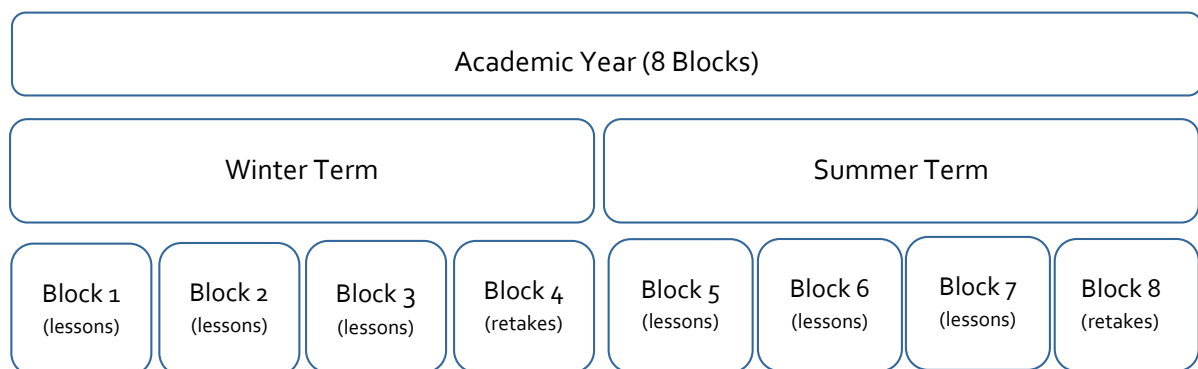 Academic Year (8 Blocks)
Winter Term
Summer Term
Block 1
(lessons)
Block 2
(lessons)
Block 3
(lessons)
Block 4
(retakes)
Block 5
(lessons)
Block 6
(lessons)
Block 7
(lessons)
Block 8
(retakes)